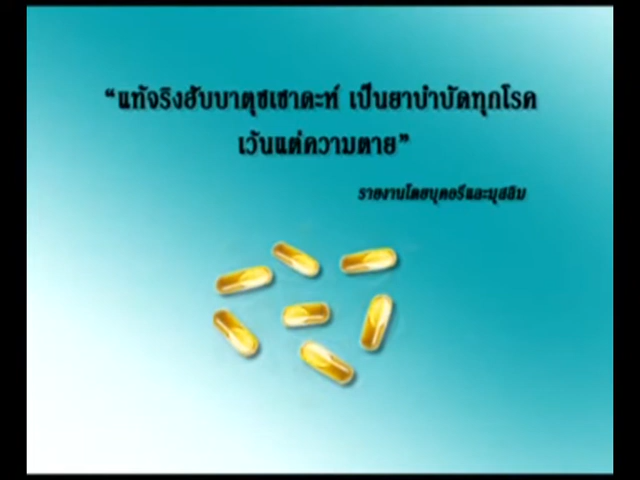 “แท้จริงฮับบาตุซเซาดะห์ เป็นยาบำบัดทุกโรค
เว้นแต่ความตาย”
รายงานโดยบุคอรีและมุสลิม